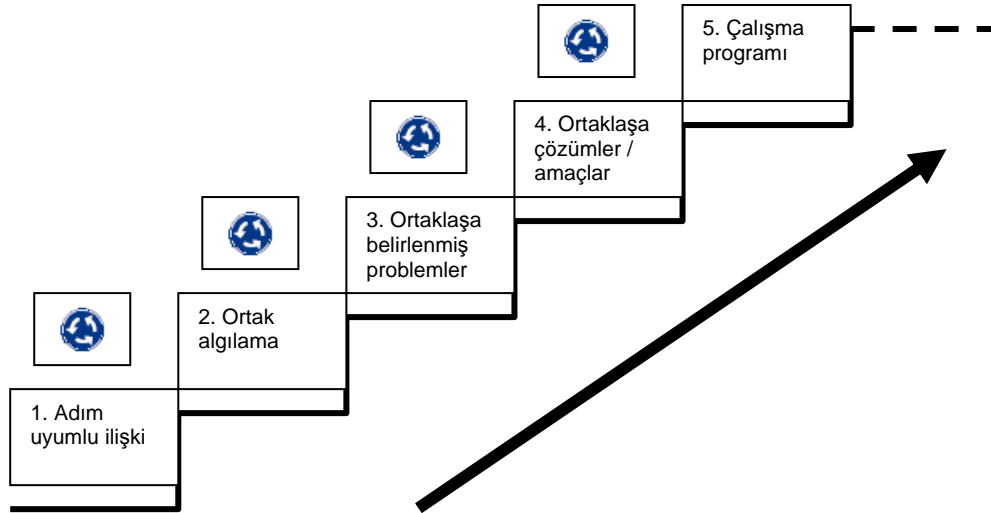 1. Adım
uyumlu ilişki
2. Ortak
algılama
3. Ortaklaşa
belirlenmiş
problemler
4. Ortaklaşa
çözümler /
amaçlar
5. Çalışma
programı